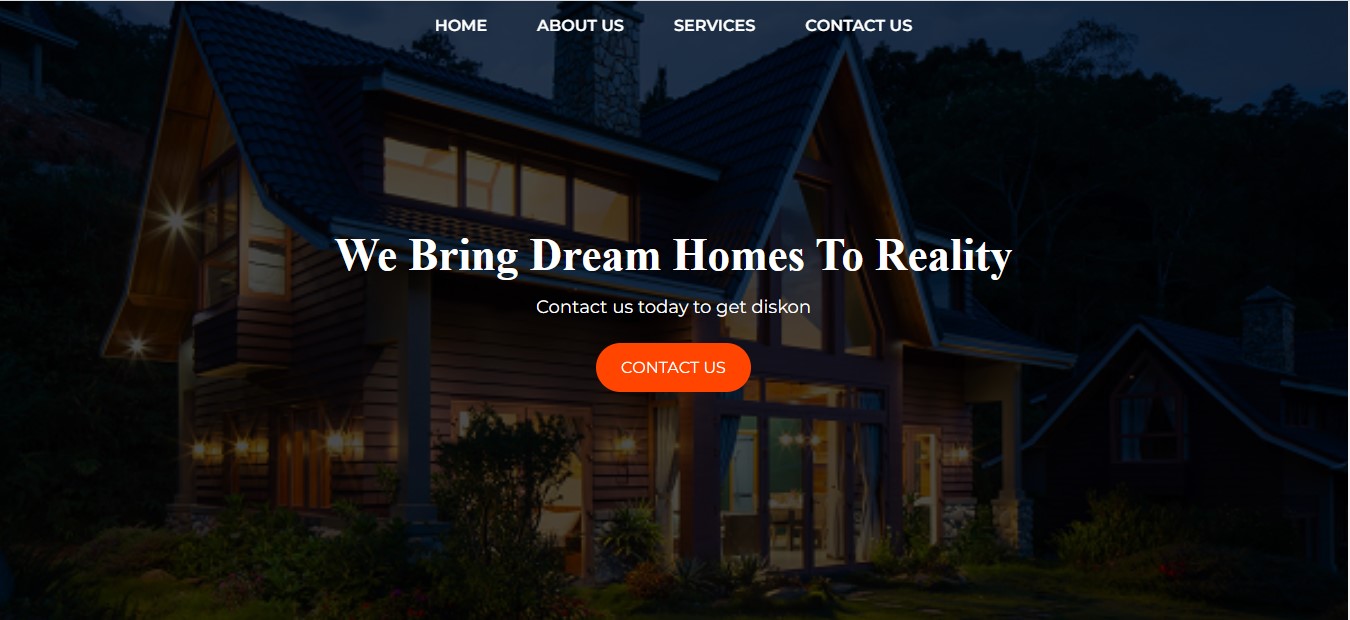 HOME ABOUT US SERVICES CONTACT US
We Bring Dream Homes To Reality
Contact us today to get diskon
CONTACT US